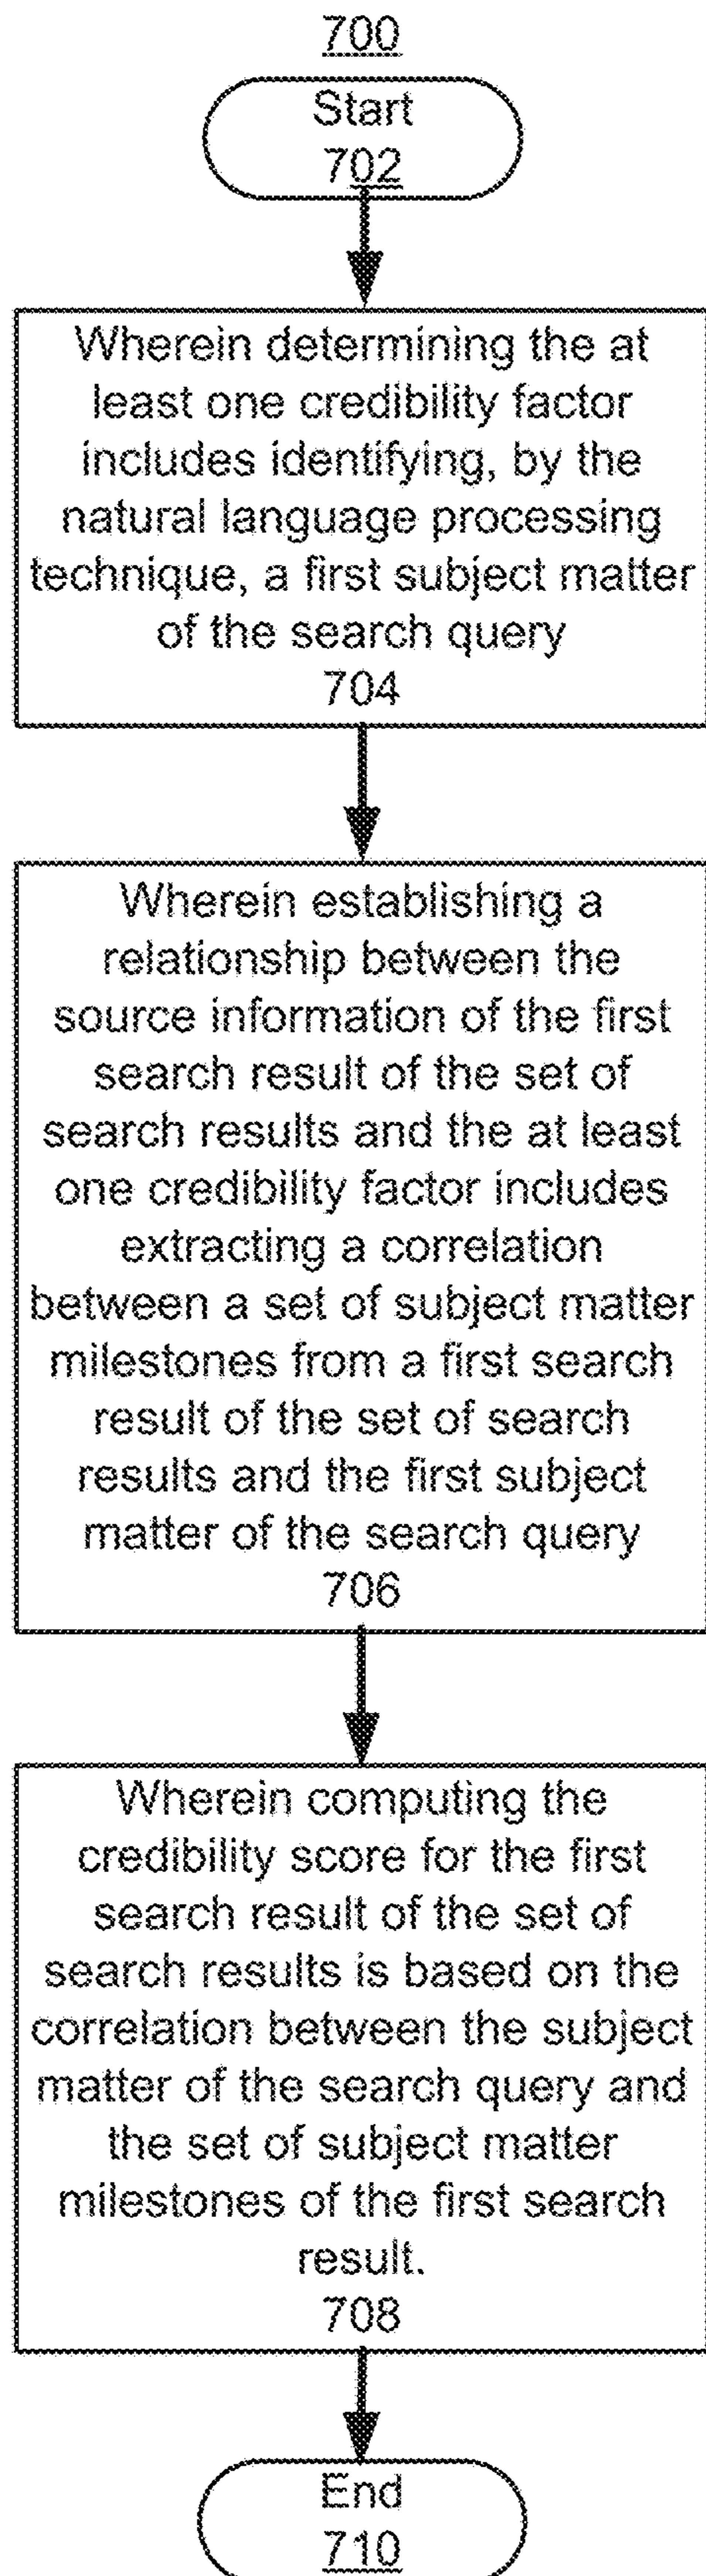 700
Start
702
Wherein determining the at
least one credibility factor
includes identifying, by the
natural language processing
technique, a first subject matter
of the search query
704
Wherein establishing a
relationship between the
source information of the first
search result of the set of
search results and the at least
one credibility factor includes
extracting a correlation
between a set of subject matter
milestones from a first search
result of the set of search
results and the first subject
matter of the search query
706
Wherein computing the
credibility score for the first
search result of the set of
search results is based on the
correlation between the subject
matter of the search query and
the set of subject matter
milestones of the first search
result.
708
End
710